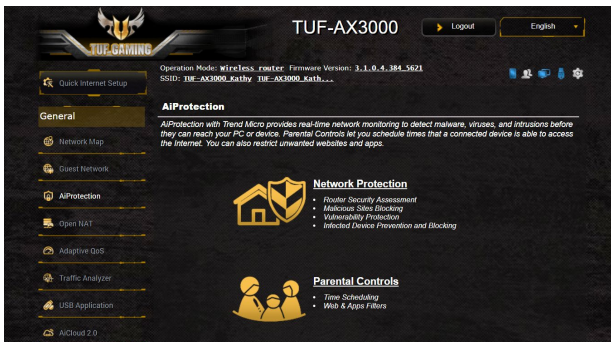 TUF-AX3000
Logout
English
TUF GAMING
Operation Mode: Wireless router Firmware Version: 3.1.0.4.384_5621
SSID: TUF-AX3000_Kathy TUF-AX3000_Kath...
Quick Internet Setup
General
Network Map
Guest Network
AiProtection
Open NAT
Adaptive QoS
Traffic Analyzer
USB Application
AiCloud 2.0
AiProtection
AiProtection with Trend Micro provides real-time network monitoring to detect malware, viruses, and intrusions before
they can reach your PC or device. Parental Controls let you schedule times that a connected device is able to access
the Internet. You can also restrict unwanted websites and apps.
Network Protection
• Router Security Assessment
• Malicious Sites Blocking
• Vulnerability Protection
• Infected Device Prevention and Blocking
Parental Controls
• Time Scheduling
• Web & Apps Filters